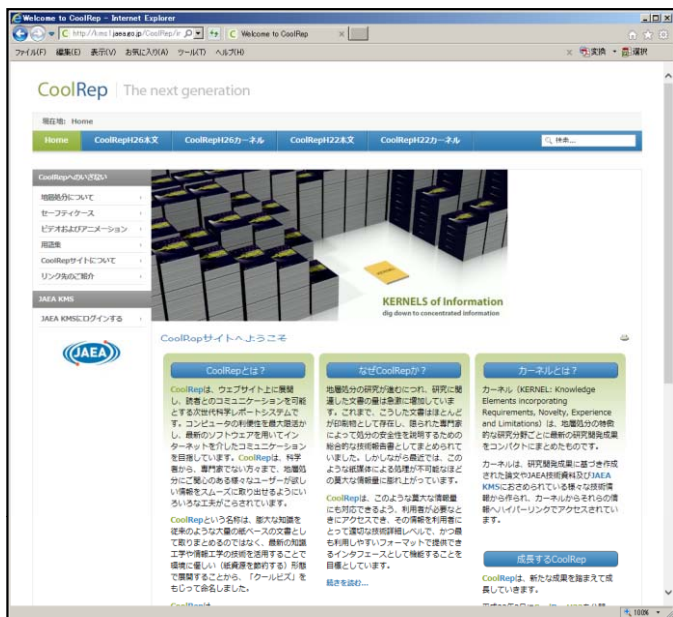 Welcome to CoolRep - Internet Explorer
http://kms1.jaea.go.jp/CoolRep/ir
Welcome to CoolRep
ファイル(F) 編集(E) 表示(V) お気に入り(A) ツール(T) ヘルプ(H)
変換 選択
CoolRep The next generation
現在地: Home
Home CoolRepH26本文 CoolRepH26カーネル CoolRepH22本文 CoolRepH22カーネル 検索...
CoolRepへのいざない
地層処分について
セーフティケース
ビデオおよびアニメーション
用語集
CoolRepサイトについて
リンク先のご紹介
JAEA KMS
JAEA KMSにログインする
JAEA
KERNELS of Information
dig down to concentrated information
CoolRepサイトへようこそ
CoolRepとは？
CoolRepは、ウェブサイト上に展開
し、読者とのコミュニケーションを可能
とする次世代科学レポートシステムで
す。コンピュータの利便性を最大限活か
し、最新のソフトウェアを用いてイン
ターネットを介したコミュニケーション
を目指しています。CoolRepは、科学
者から、専門家でない方々まで、地層処
分にご関心のある様々なユーザーが欲し
い情報をスムーズに取り出せるようにい
ろいろな工夫がこらされています。
CoolRepという名称は、膨大な知識を
従来のような大量の紙ベースの文書とし
て取りまとめるのではなく、最新の知識
工学や情報工学の技術を活用することで
環境に優しい（紙資源を節約する）形態
で展開することから、「クールビズ」を
もじって命名しました。
なぜCoolRepか？
地層処分の研究が進むにつれ、研究に関
連した文書の量は急激に増加していま
す。これまで、こうした文書はほとんど
が印刷物として存在し、限られた専門家
によって処分の安全性を説明するための
総合的な技術報告書としてまとめられて
いました。しかしながら最近では、この
ような紙媒体による処理が不可能なほど
の莫大な情報量に膨れ上がっています。
CoolRepは、このような莫大な情報量
にも対応できるよう、利用者が必要なと
きにアクセスでき、その情報を利用者に
とって適切な技術詳細レベルで、かつ最
も利用しやすいフォーマットで提供でき
るインタフェースとして機能することを
目標としています。
続きを読む...
カーネルとは？
カーネル（KERNEL: Knowledge
Elements incorporating
Requirements, Novelty, Experience
and Limitations）は、地層処分の特徴
的な研究分野ごとに最新の研究開発成果
をコンパクトにまとめたものです。
カーネルは、研究開発成果に基づき作成
された論文やJAEA技術資料及びJAEA
KMSにおさめられている様々な技術情
報から作られ、カーネルからそれらの情
報へハイパーリンクでアクセスされてい
ます。
成長するCoolRep
CoolRepは、新たな成果を踏まえて成
長していきます。
100%